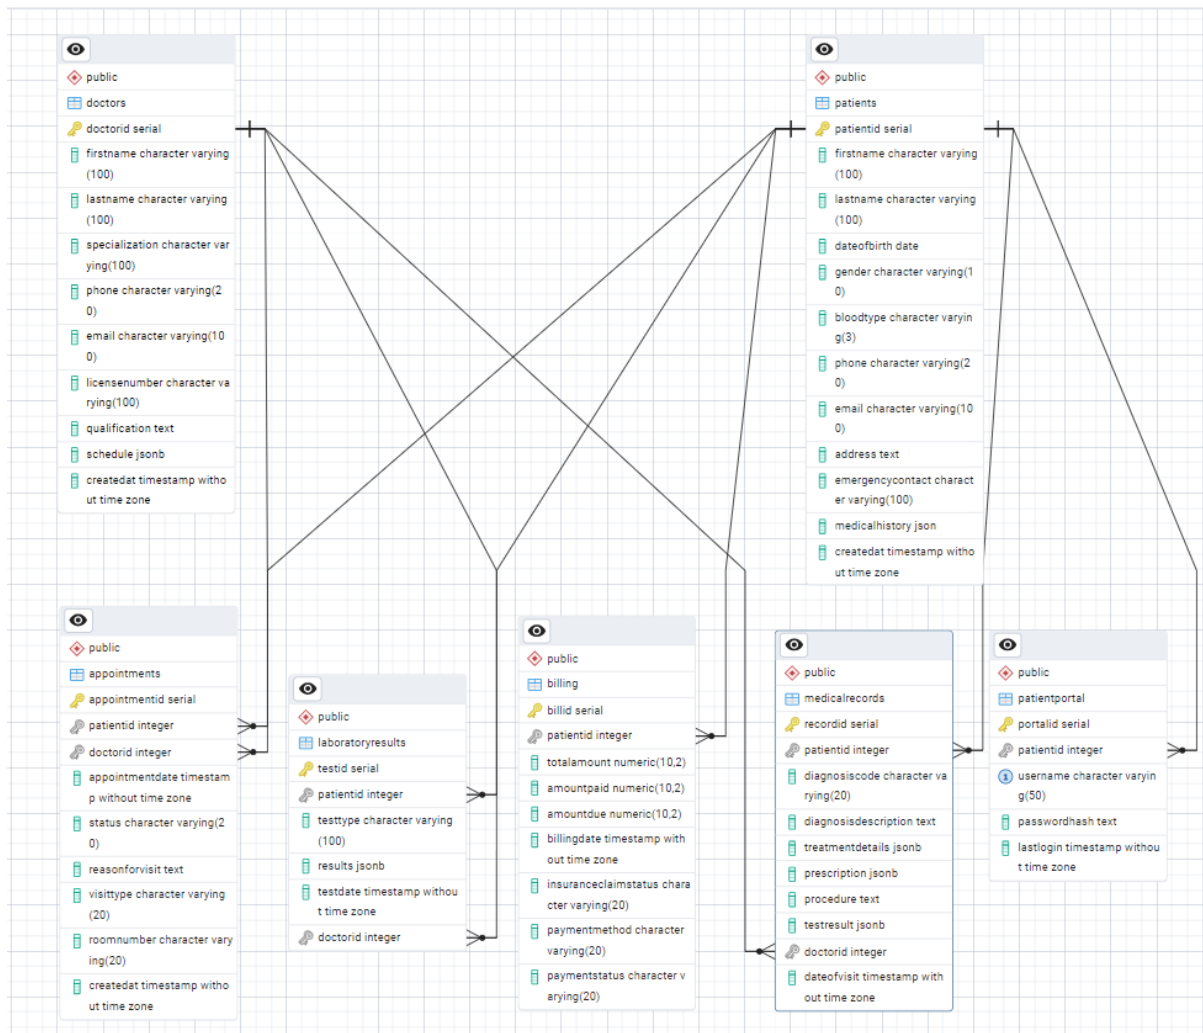 public
doctors
doctorid serial
firstname character varying
(100)
lastname character varying
(100)
specialization character var
ying(100)
phone character varying(2
0)
email character varying(10
0)
licensenumber character va
rying(100)
qualification text
schedule jsonb
createdat timestamp witho
ut time zone
public
patients
patientid serial
firstname character varying
(100)
lastname character varying
(100)
dateofbirth date
gender character varying(1
0)
bloodtype character varyin
g(3)
phone character varying(2
0)
email character varying(10
0)
address text
emergencycontact charact
er varying(100)
medicalhistory json
createdat timestamp witho
ut time zone
public
appointments
appointmentid serial
patientid integer
doctorid integer
appointmentdate timestam
p without time zone
status character varying(2
0)
reasonforvisit text
visittype character varying
(20)
roomnumber character vary
ing(20)
createdat timestamp witho
ut time zone
public
laboratoryresults
testid serial
patientid integer
testtype character varying
(100)
results jsonb
testdate timestamp withou
t time zone
doctorid integer
public
billing
billid serial
patientid integer
totalamount numeric(10,2)
amountpaid numeric(10,2)
amountdue numeric(10,2)
billingdate timestamp with
out time zone
insuranceclaimstatus chara
cter varying(20)
paymentmethod character
varying(20)
paymentstatus character v
arying(20)
public
medicalrecords
recordid serial
patientid integer
diagnosiscode character va
rying(20)
diagnosisdescription text
treatmentdetails jsonb
prescription jsonb
procedure text
testresult jsonb
doctorid integer
dateofvisit timestamp with
out time zone
public
patientportal
portalid serial
patientid integer
1
username character varyin
g(50)
passwordhash text
lastlogin timestamp withou
t time zone